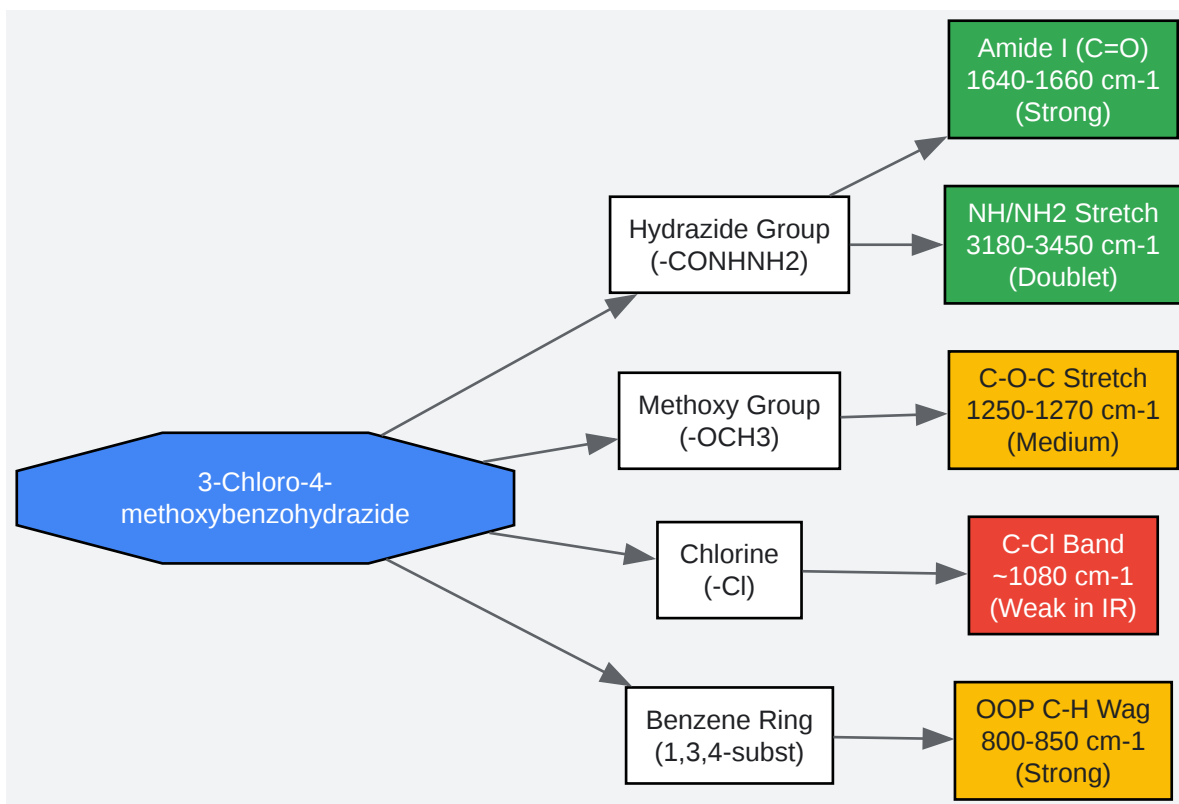 3-Chloro-4-
methoxybenzohydrazide
Hydrazide Group
(-CONHNH2)
Methoxy Group
(-OCH3)
Chlorine
(-Cl)
Benzene Ring
(1,3,4-subst)
Amide I (C=O)
1640-1660 cm-1
(Strong)
NH/NH2 Stretch
3180-3450 cm-1
(Doublet)
C-O-C Stretch
1250-1270 cm-1
(Medium)
C-Cl Band
~1080 cm-1
(Weak in IR)
OOP C-H Wag
800-850 cm-1
(Strong)